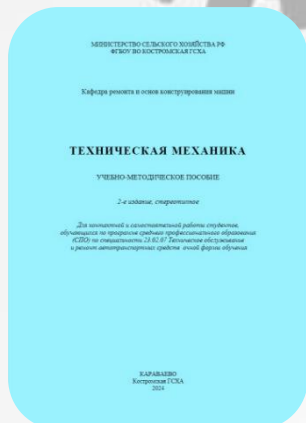 МИНИСТЕРСТВО СЕЛЬСКОГО ХОЗЯЙСТВА РФ
ФГБОУ ВО КОСТРОМСКАЯ ГСХА
Кафедра ремонта и основ конструирования машин
ТЕХНИЧЕСКАЯ МЕХАНИКА
УЧЕБНО-МЕТОДИЧЕСКОЕ ПОСОБИЕ
2-е издание, стереотипное
Для контактной и самостоятельной работы студентов,
обучающихся по программе среднего профессионального образования
(СПО) по специальности 23.02.07 Техническое обслуживание
и ремонт автотранспортных средств очной формы обучения
КАРАВАЕВО
Костромская ГСХА
2024